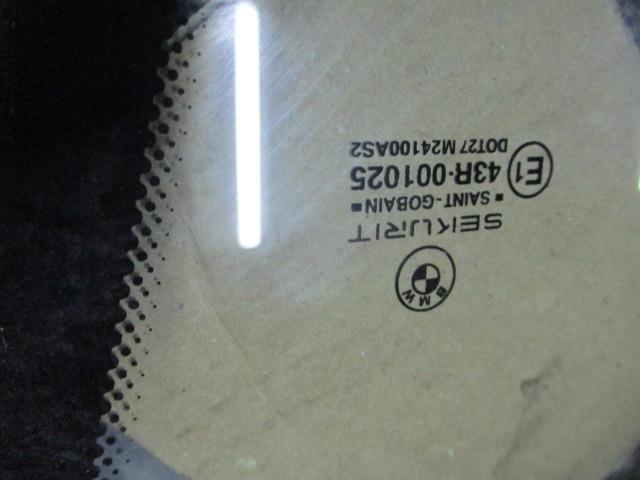 BMW
SEKURIT
▪ SAINT-GOBAIN ▪
E1 43R-001025
DOT27 M24100AS2